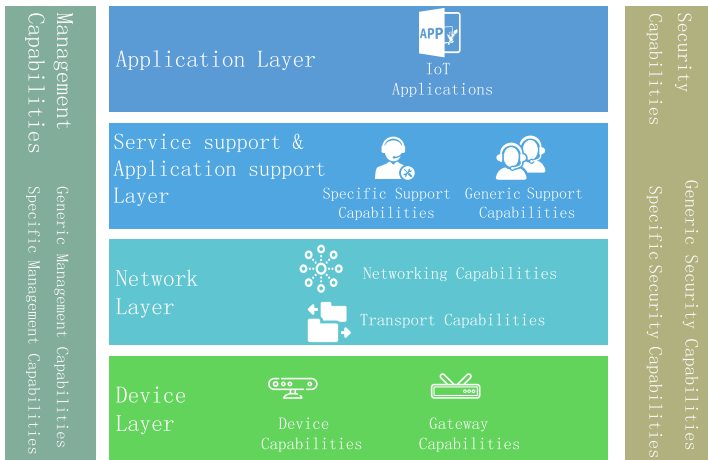 Management
Capabilities
Generic Management Capabilities
Specific Management Capabilities
Application Layer
APP
IoT
Applications
Service support &
Application support
Layer
Specific Support
Capabilities
Generic Support
Capabilities
Network
Layer
Networking Capabilities
Transport Capabilities
Device
Layer
Device
Capabilities
Gateway
Capabilities
Security
Capabilities
Generic Security Capabilities
Specific Security Capabilities